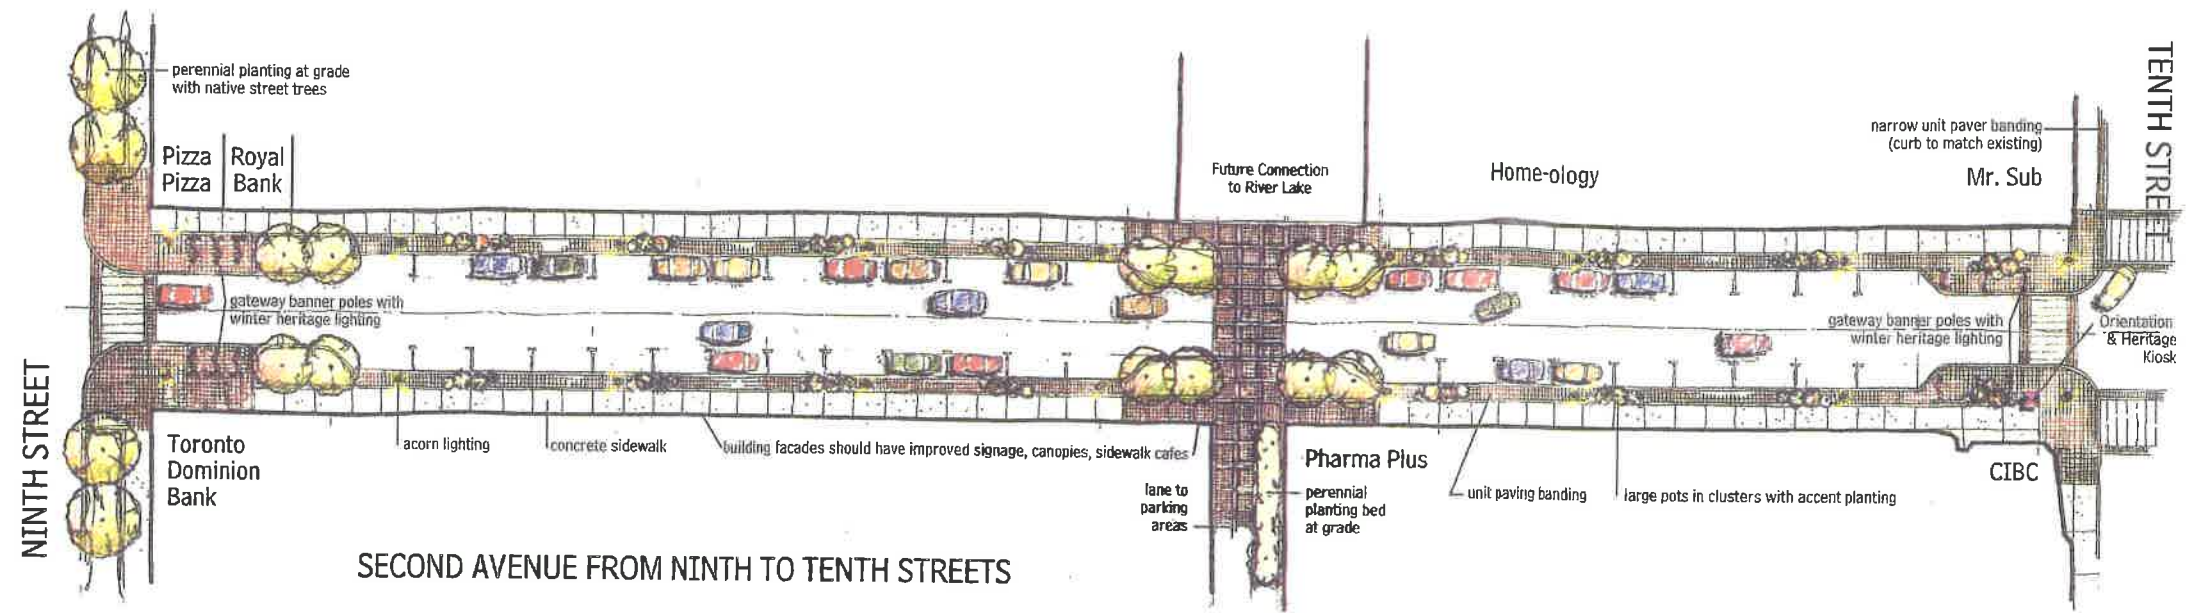 perennial planting at grade
with native street trees
Pizza
Pizza
Royal
Bank
Future Connection
to River Lake
Home-ology
narrow unit paver banding
(curb to match existing)
Mr. Sub
TENTH STREET
gateway banner poles with
winter heritage lighting
gateway banner poles with
winter heritage lighting
Orientation
& Heritage
Kiosk
NINTH STREET
Toronto
Dominion
Bank
acorn lighting
concrete sidewalk
building facades should have improved signage, canopies, sidewalk cafes
lane to
parking
areas
Pharma Plus
perennial
planting bed
at grade
unit paving banding
large pots in clusters with accent planting
CIBC
SECOND AVENUE FROM NINTH TO TENTH STREETS